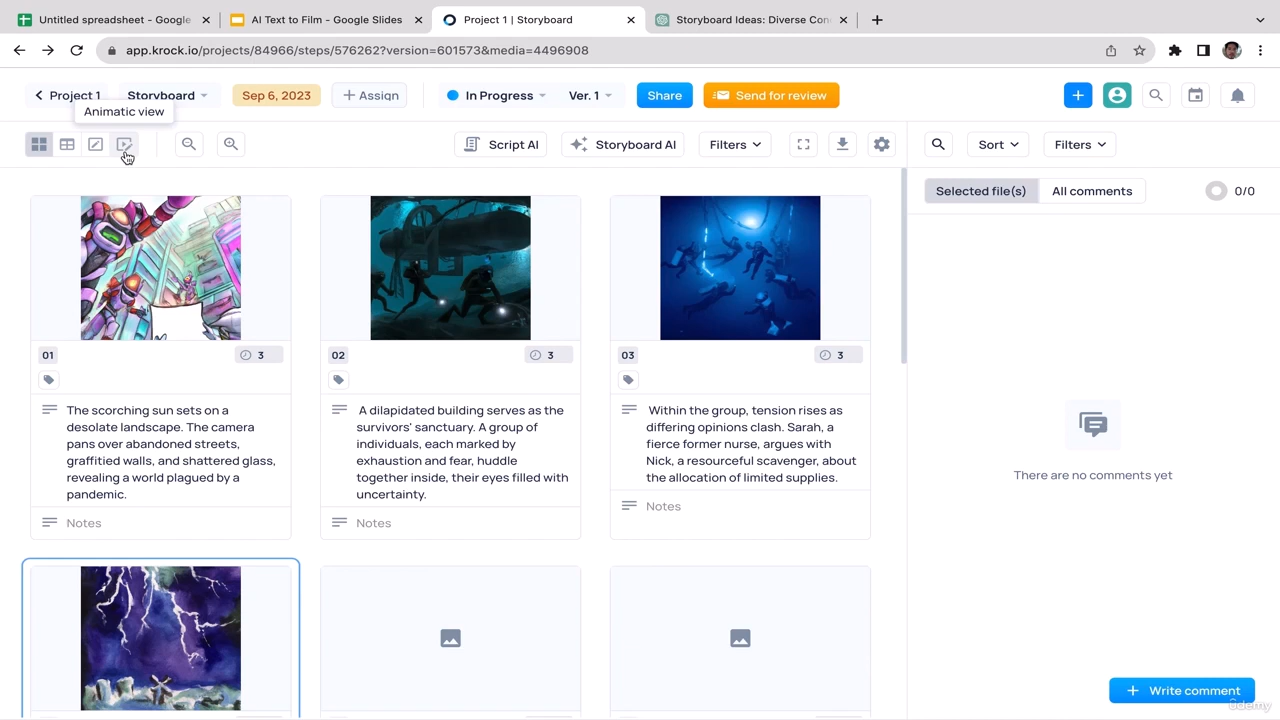 Untitled spreadsheet - Google
AI Text to Film - Google Slides
Project 1 | Storyboard
Storyboard Ideas: Diverse Con
app.krock.io/projects/84966/steps/576262?version=601573&media=4496908
Project 1
Storyboard
Sep 6, 2023
Assign
In Progress
Ver. 1
Share
Send for review
Animatic view
Script AI
Storyboard AI
Filters
Sort
Filters
Selected file(s)
All comments
0/0
01
3
02
3
03
3
The scorching sun sets on a
desolate landscape. The camera
pans over abandoned streets,
graffitied walls, and shattered glass,
revealing a world plagued by a
pandemic.
Notes
A dilapidated building serves as the
survivors' sanctuary. A group of
individuals, each marked by
exhaustion and fear, huddle
together inside, their eyes filled with
uncertainty.
Notes
Within the group, tension rises as
differing opinions clash. Sarah, a
fierce former nurse, argues with
Nick, a resourceful scavenger, about
the allocation of limited supplies.
Notes
There are no comments yet
Write comment
ûdemy